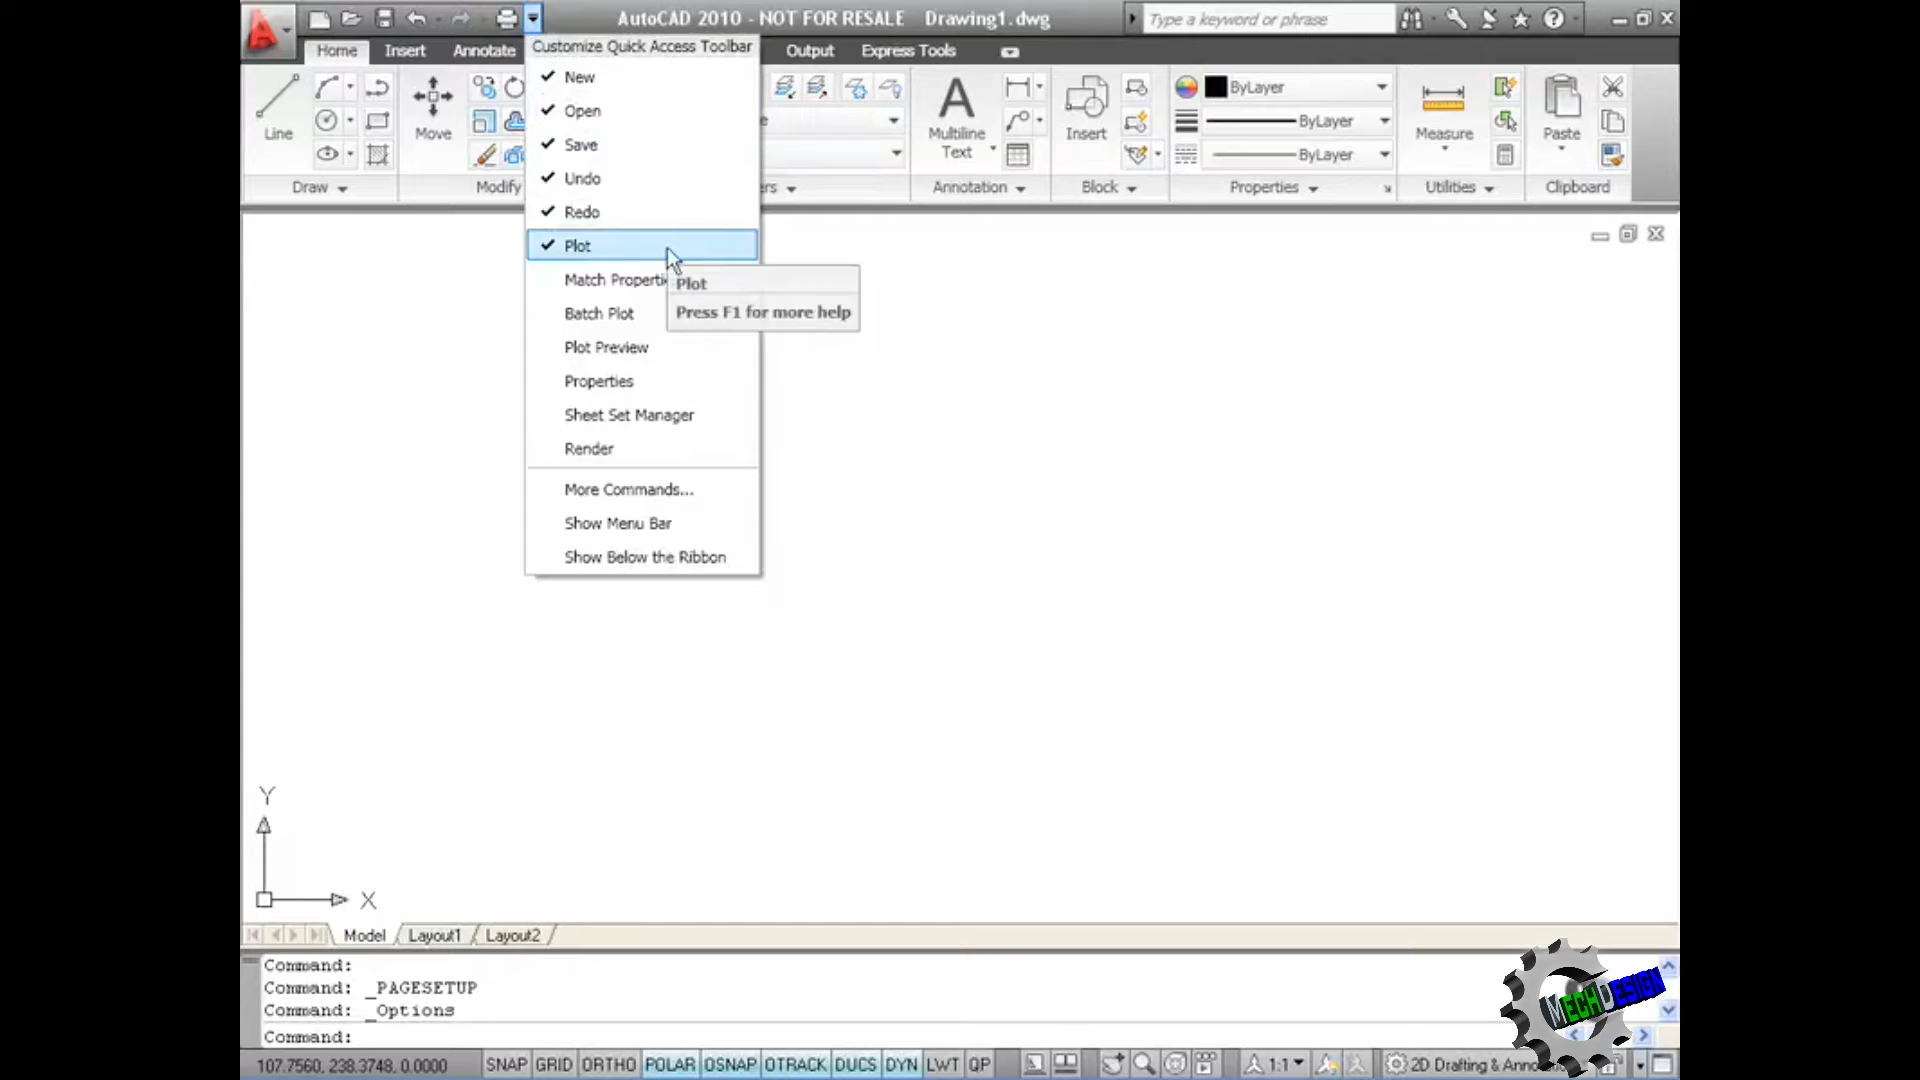 AutoCAD 2010 - NOT FOR RESALE Drawing1.dwg
Type a keyword or phrase
Home Insert Annotate Output Express Tools
Customize Quick Access Toolbar
New
Open
Save
Undo
Redo
Plot
Match Properti
Batch Plot
Plot Preview
Properties
Sheet Set Manager
Render
More Commands...
Show Menu Bar
Show Below the Ribbon
Plot
Press F1 for more help
Line
Move
Multiline
Text
Insert
ByLayer
ByLayer
ByLayer
Measure
Paste
Draw Modify ers Annotation Block Properties Utilities Clipboard
Y
X
Model Layout1 Layout2
Command:
Command: _PAGESETUP
Command: _Options
Command:
MECHDESIGN
107.7560, 238.3748, 0.0000 SNAP GRID ORTHO POLAR OSNAP OTRACK DUCS DYN LWT QP 1:1 2D Drafting & Anno